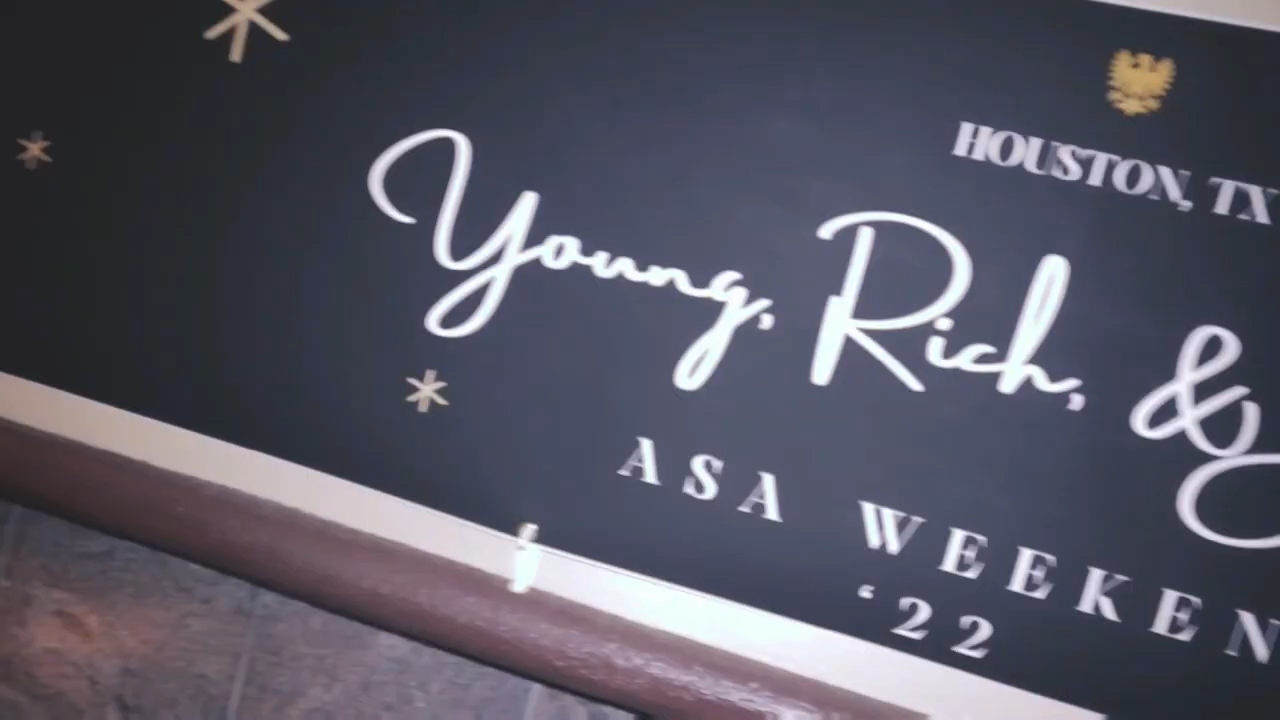 HOUSTON, TX
Young, Rich, &
ASA WEEKEN
'22